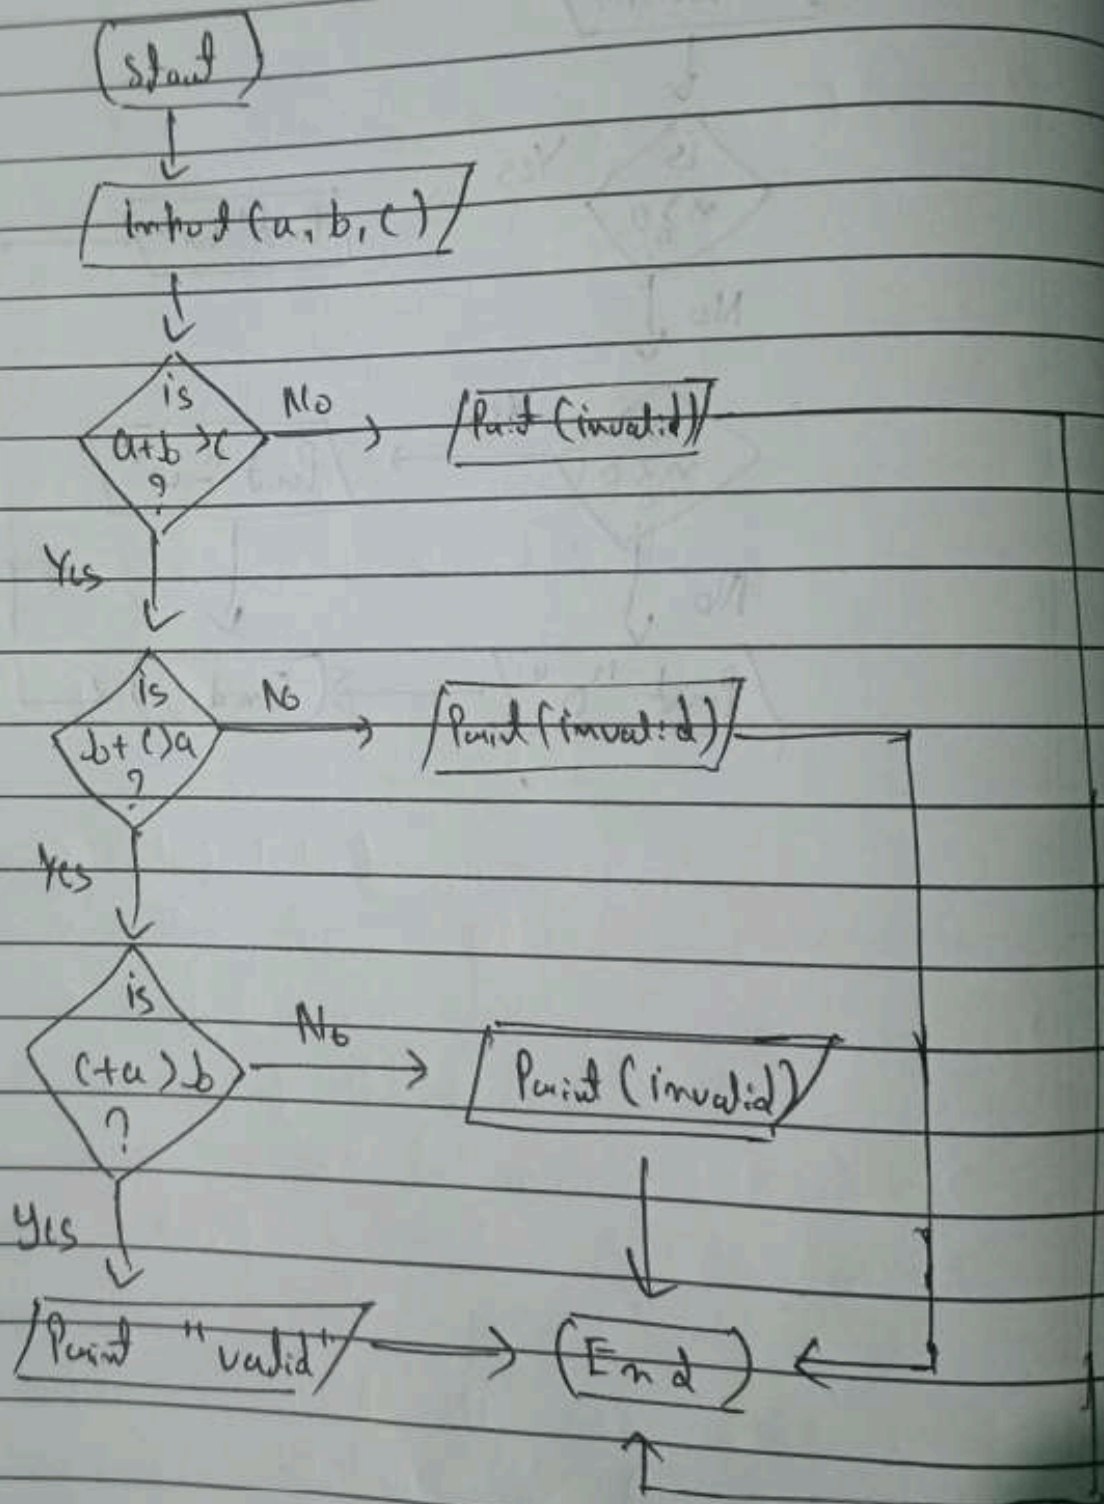 Start
Input (a, b, c)
is
a+b >c
?
No
Print (invalid)
Yes
is
b+c>a
?
No
Print (invalid)
Yes
is
c+a >b
?
No
Print (invalid)
Yes
Print "valid"
End